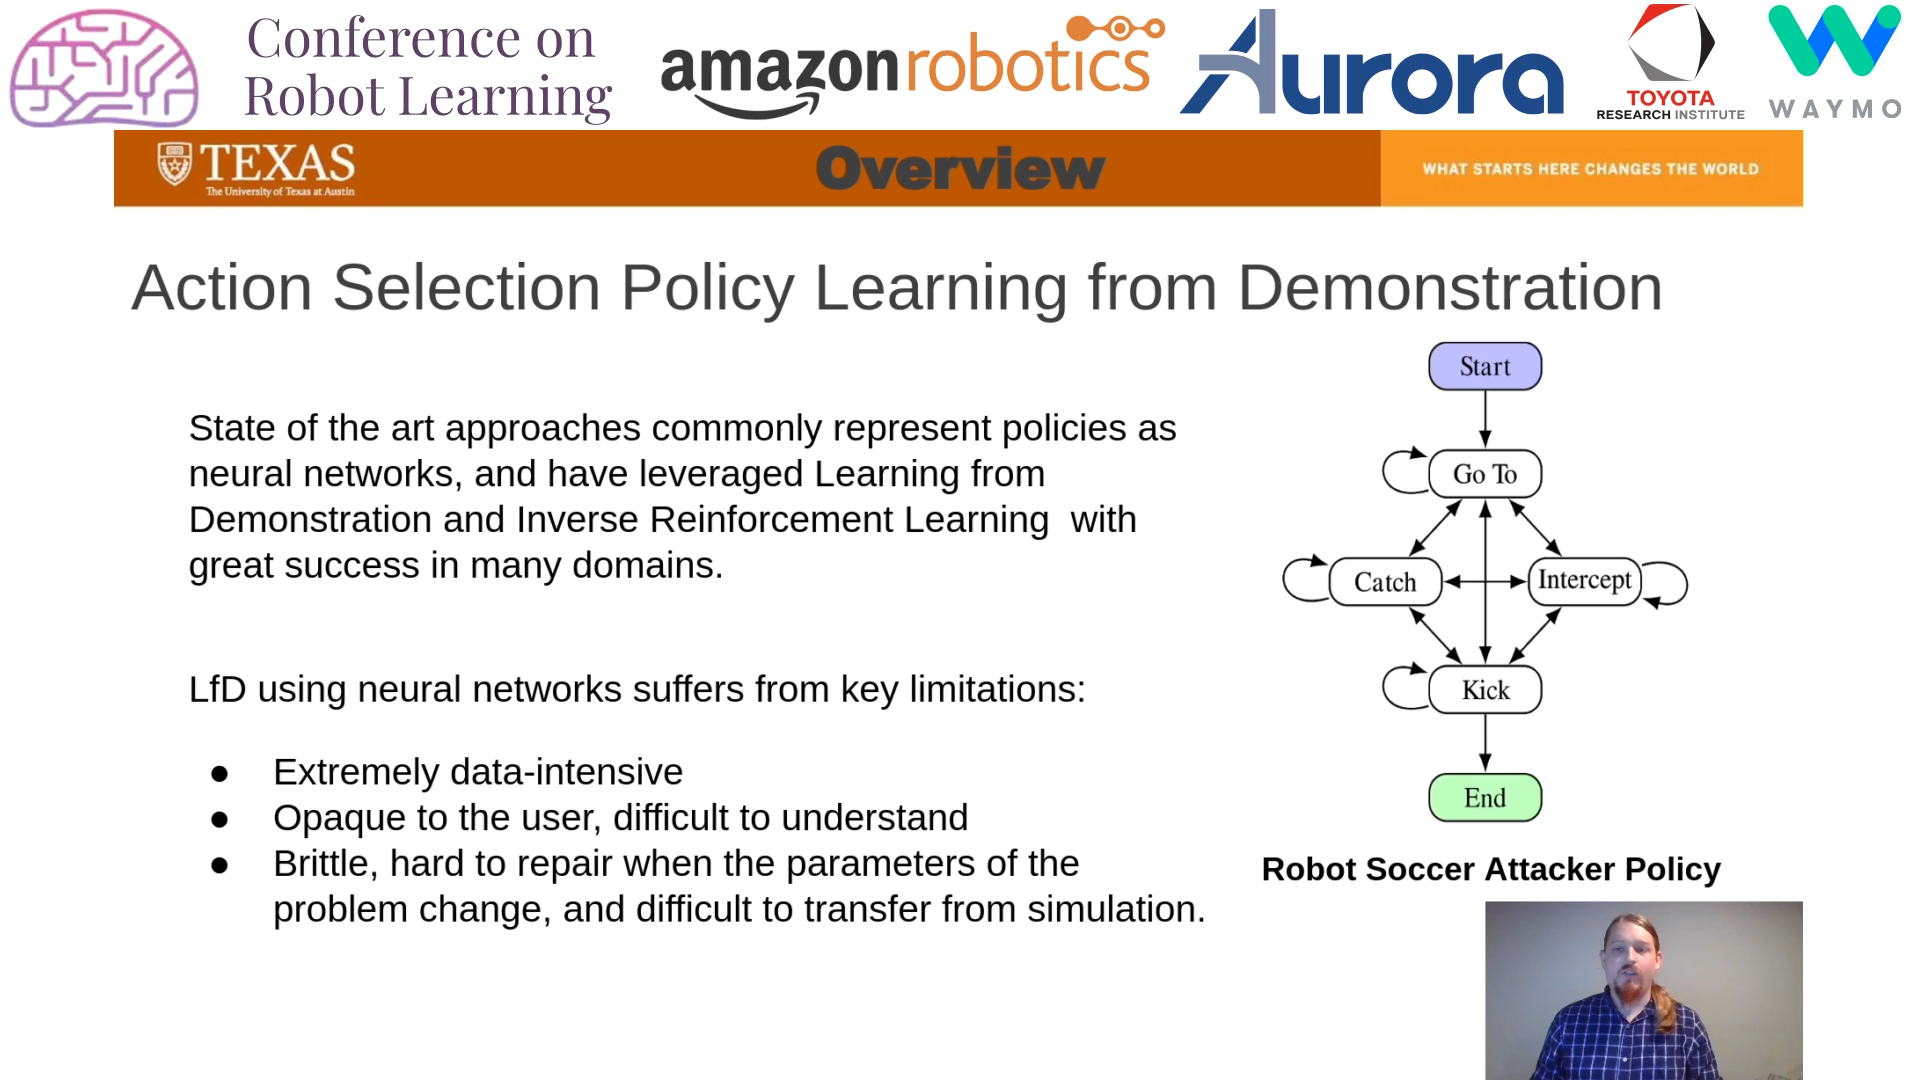 Conference on
Robot Learning
amazon robotics
Aurora
TOYOTA
RESEARCH INSTITUTE
WAYMO
TEXAS
The University of Texas at Austin
Overview
WHAT STARTS HERE CHANGES THE WORLD
Action Selection Policy Learning from Demonstration
State of the art approaches commonly represent policies as
neural networks, and have leveraged Learning from
Demonstration and Inverse Reinforcement Learning with
great success in many domains.
LfD using neural networks suffers from key limitations:
● Extremely data-intensive
● Opaque to the user, difficult to understand
● Brittle, hard to repair when the parameters of the
problem change, and difficult to transfer from simulation.
Start
Go To
Catch
Intercept
Kick
End
Robot Soccer Attacker Policy